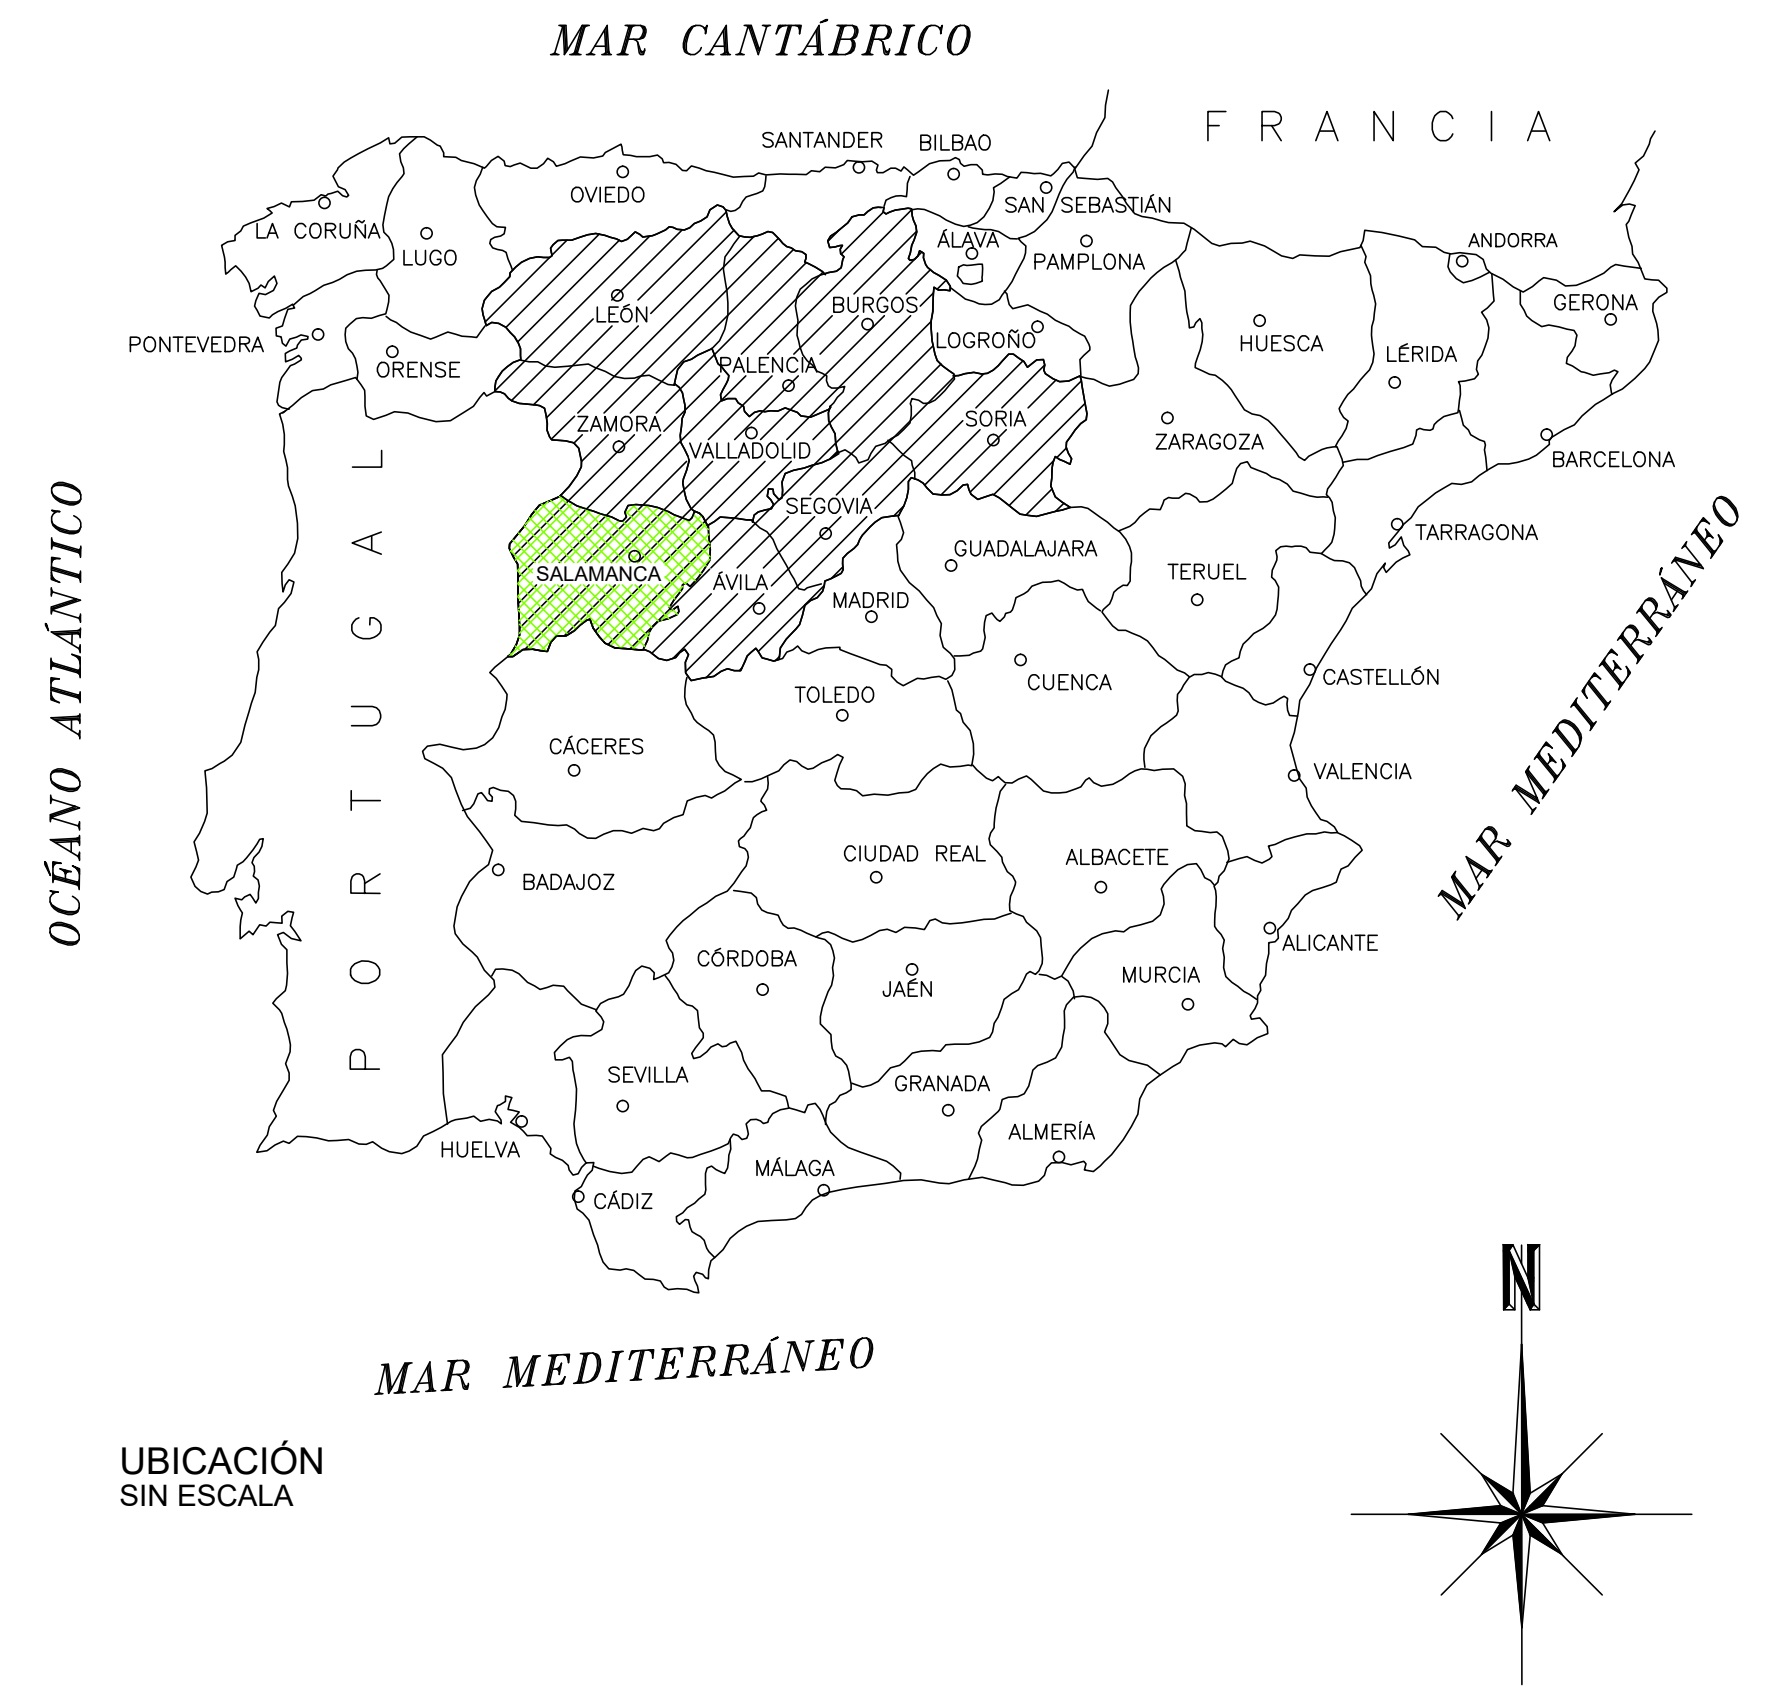 MAR CANTÁBRICO
FRANCIA
SANTANDER
BILBAO
OVIEDO
SAN SEBASTIÁN
LA CORUÑA
LUGO
ÁLAVA
PAMPLONA
ANDORRA
LEÓN
BURGOS
GERONA
PONTEVEDRA
ORENSE
PALENCIA
LOGROÑO
HUESCA
LÉRIDA
ZAMORA
VALLADOLID
SORIA
ZARAGOZA
BARCELONA
SEGOVIA
TARRAGONA
SALAMANCA
ÁVILA
MADRID
GUADALAJARA
TERUEL
OCÉANO ATLÁNTICO
PORTUGAL
MAR MEDITERRÁNEO
TOLEDO
CUENCA
CASTELLÓN
CÁCERES
VALENCIA
BADAJOZ
CIUDAD REAL
ALBACETE
CÓRDOBA
JAÉN
MURCIA
ALICANTE
SEVILLA
GRANADA
HUELVA
ALMERÍA
CÁDIZ
MÁLAGA
N
MAR MEDITERRÁNEO
UBICACIÓN
SIN ESCALA